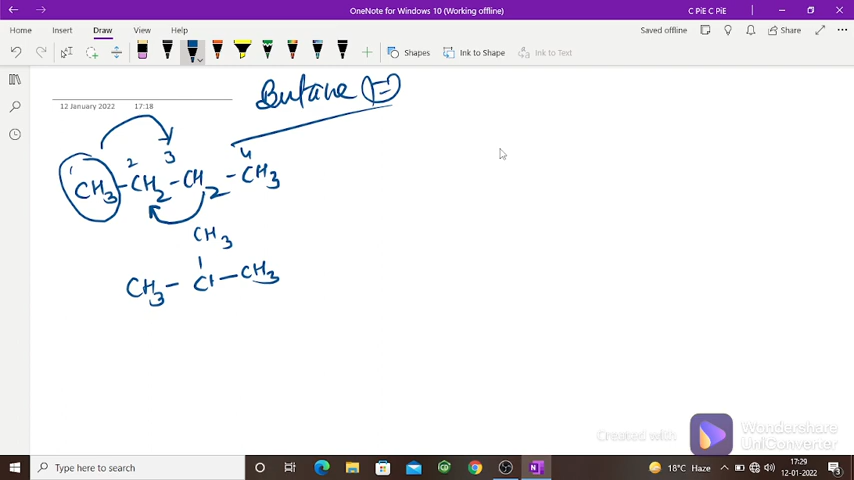 OneNote for Windows 10 (Working offline)
C PiE C PiE
Home Insert Draw View Help
Saved offline Share
Shapes Ink to Shape Ink to Text
Butane
12 January 2022 17:18
1 2 3 4
CH3 - CH2 - CH2 - CH3
CH3
CH3 - CH - CH3
Created with Wondershare UniConverter
Type here to search
18°C Haze
17:29
12-01-2022
3